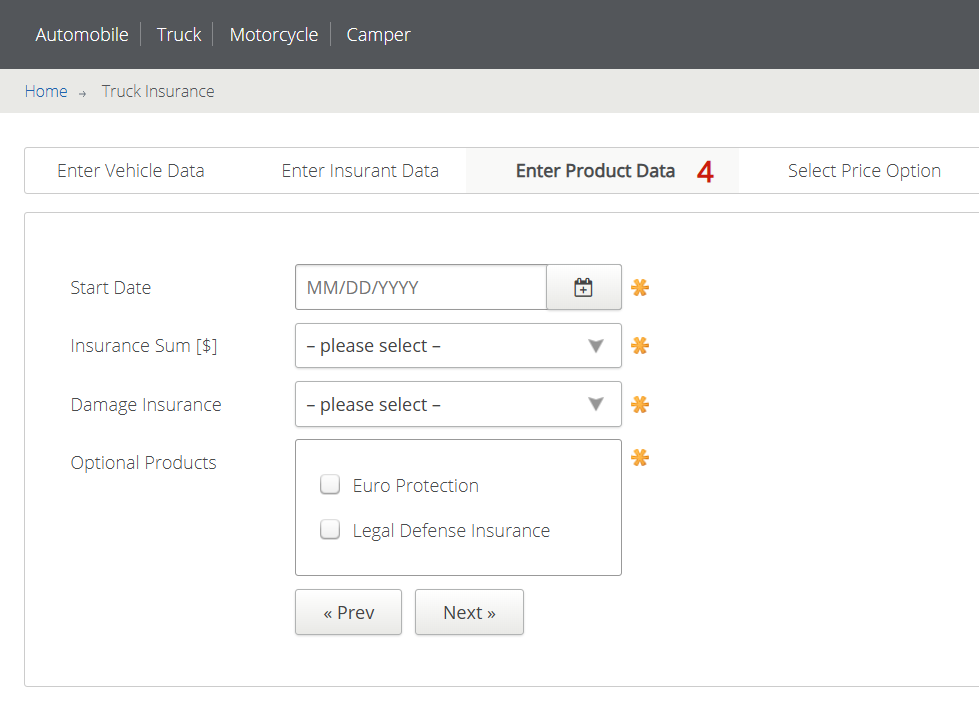 Automobile Truck Motorcycle Camper
Home → Truck Insurance
Enter Vehicle Data Enter Insurant Data Enter Product Data 4 Select Price Option
Start Date MM/DD/YYYY
Insurance Sum [$] – please select –
Damage Insurance – please select –
Optional Products
Euro Protection
Legal Defense Insurance
« Prev Next »